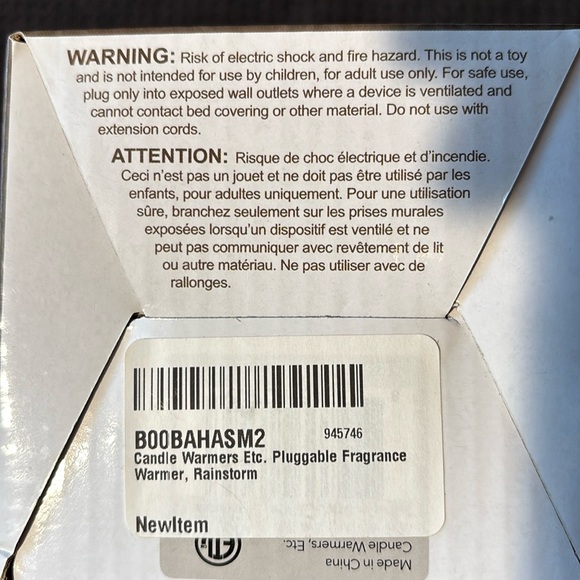 WARNING: Risk of electric shock and fire hazard. This is not a toy
and is not intended for use by children, for adult use only. For safe use,
plug only into exposed wall outlets where a device is ventilated and
cannot contact bed covering or other material. Do not use with
extension cords.
ATTENTION: Risque de choc électrique et d'incendie.
Ceci n'est pas un jouet et ne doit pas être utilisé par les
enfants, pour adultes uniquement. Pour une utilisation
sûre, branchez seulement sur les prises murales
exposées lorsqu'un dispositif est ventilé et ne
peut pas communiquer avec revêtement de lit
ou autre matériau. Ne pas utiliser avec de
rallonges.
B00BAHASM2 945746
Candle Warmers Etc. Pluggable Fragrance
Warmer, Rainstorm
NewItem
Candle Warmers, Etc.
Made in China
ETL